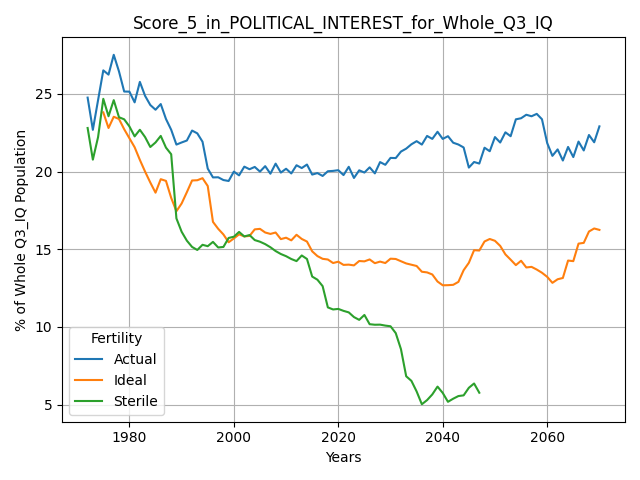 Score_5_in_POLITICAL_INTEREST_for_Whole_Q3_IQ
% of Whole Q3_IQ Population
25
20
15
10
5
Fertility
Actual
Ideal
Sterile
1980
2000
2020
2040
2060
Years